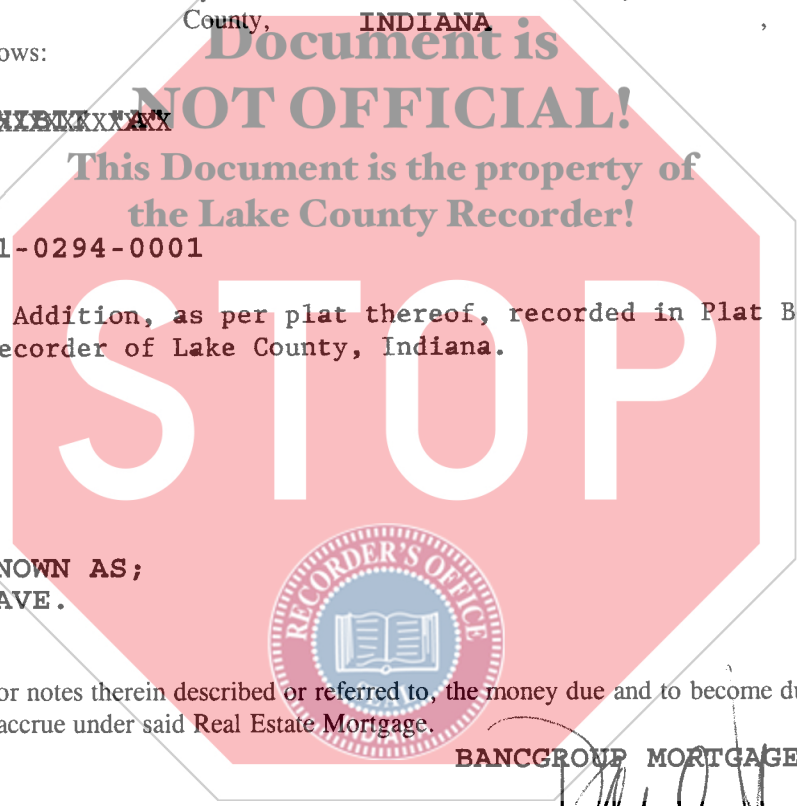 County, INDIANA ,
Document is
ows:
NOT OFFICIAL!
"A"
This Document is the property of
the Lake County Recorder!
1-0294-0001
STOP
Addition, as per plat thereof, recorded in Plat B
ecorder of Lake County, Indiana.
NOWN AS;
AVE.
RECORDER'S OFFICE
SEAL
INDIANA
or notes therein described or referred to, the money due and to become du
accrue under said Real Estate Mortgage.
BANCGROUP MORTGAGE